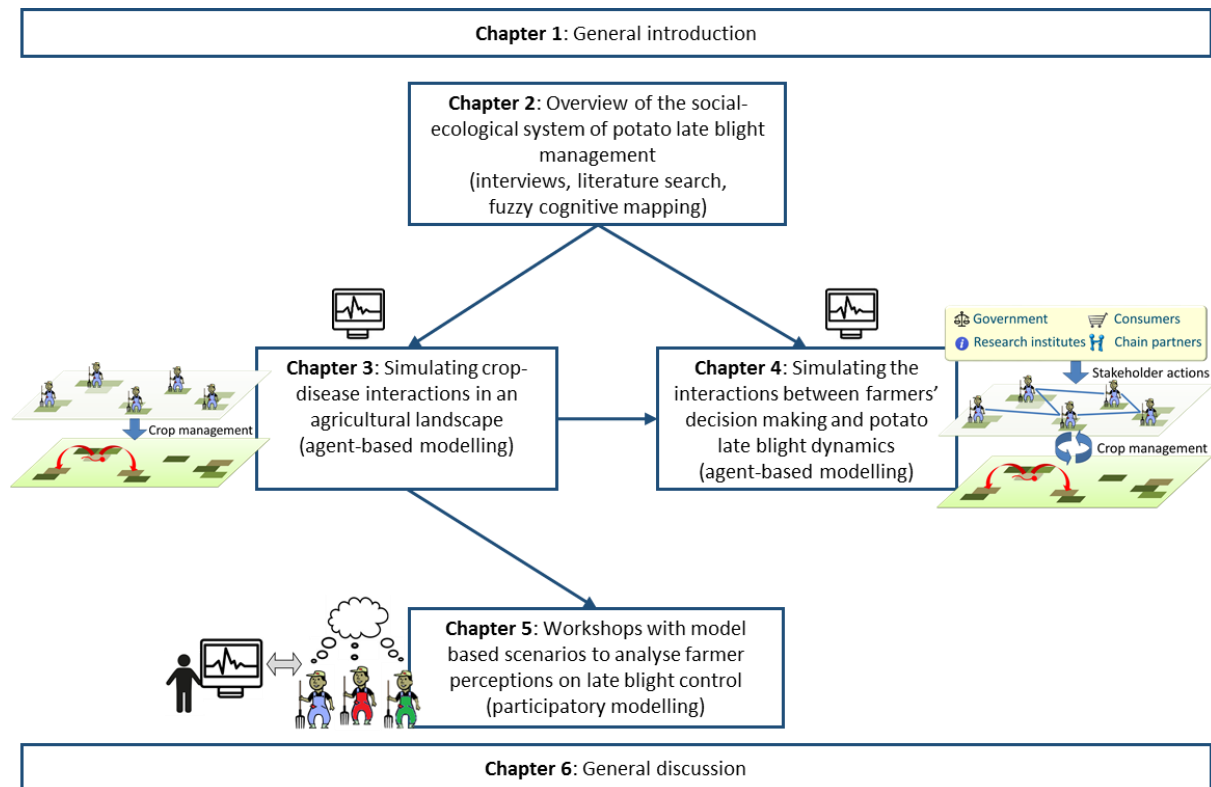 Chapter 1: General introduction
Chapter 2: Overview of the social-
ecological system of potato late blight
management
(interviews, literature search,
fuzzy cognitive mapping)
Chapter 3: Simulating crop-
disease interactions in an
agricultural landscape
(agent-based modelling)
Crop management
Chapter 4: Simulating the
interactions between farmers'
decision making and potato
late blight dynamics
(agent-based modelling)
Government
Consumers
Research institutes
Chain partners
Stakeholder actions
Crop management
Chapter 5: Workshops with model
based scenarios to analyse farmer
perceptions on late blight control
(participatory modelling)
Chapter 6: General discussion